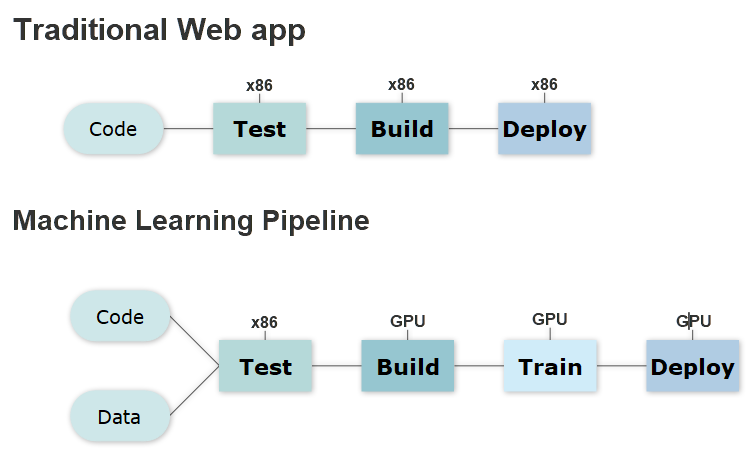 Traditional Web app
x86 x86 x86
Code Test Build Deploy
Machine Learning Pipeline
Code
x86 GPU GPU GPU
Test Build Train Deploy
Data